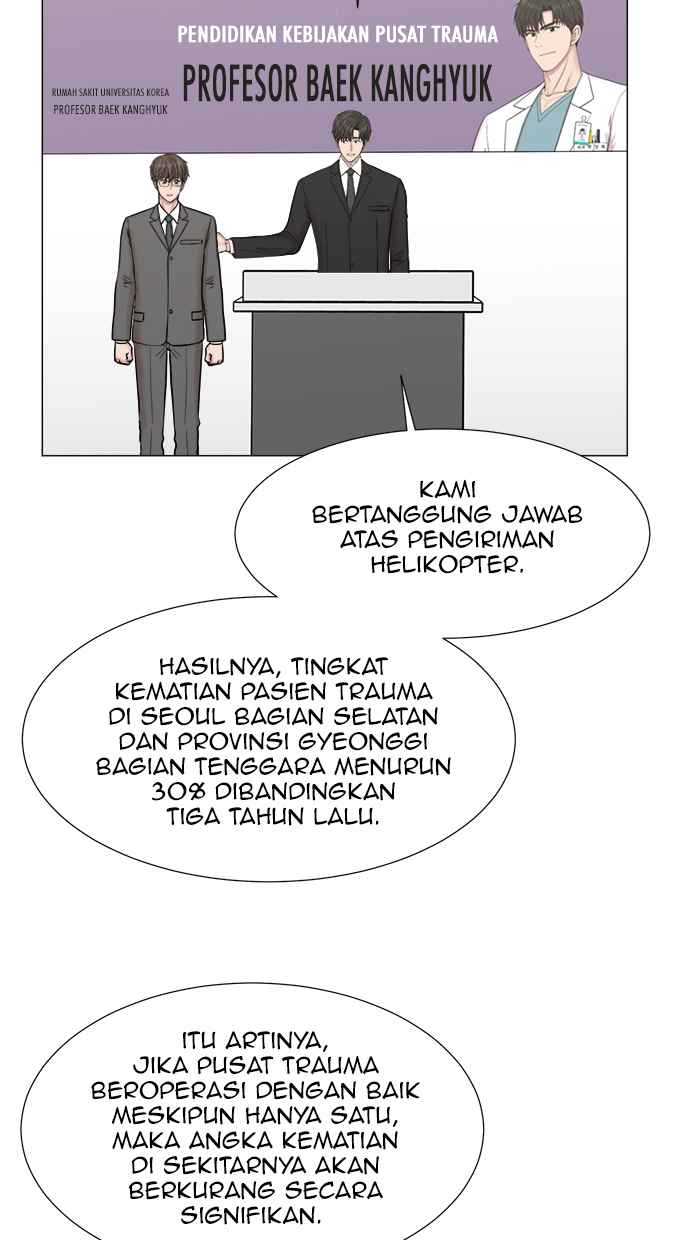 PENDIDIKAN KEBIJAKAN PUSAT TRAUMA
PROFESOR BAEK KANGHYUK
RUMAH SAKIT UNIVERSITAS KOREA
PROFESOR BAEK KANGHYUK
KAMI
BERTANGGUNG JAWAB
ATAS PENGIRIMAN
HELIKOPTER.
HASILNYA, TINGKAT
KEMATIAN PASIEN TRAUMA
DI SEOUL BAGIAN SELATAN
DAN PROVINSI GYEONGGI
BAGIAN TENGGARA MENURUN
30% DIBANDINGKAN
TIGA TAHUN LALU.
ITU ARTINYA,
JIKA PUSAT TRAUMA
BEROPERASI DENGAN BAIK
MESKIPUN HANYA SATU,
MAKA ANGKA KEMATIAN
DI SEKITARNYA AKAN
BERKURANG SECARA
SIGNIFIKAN.